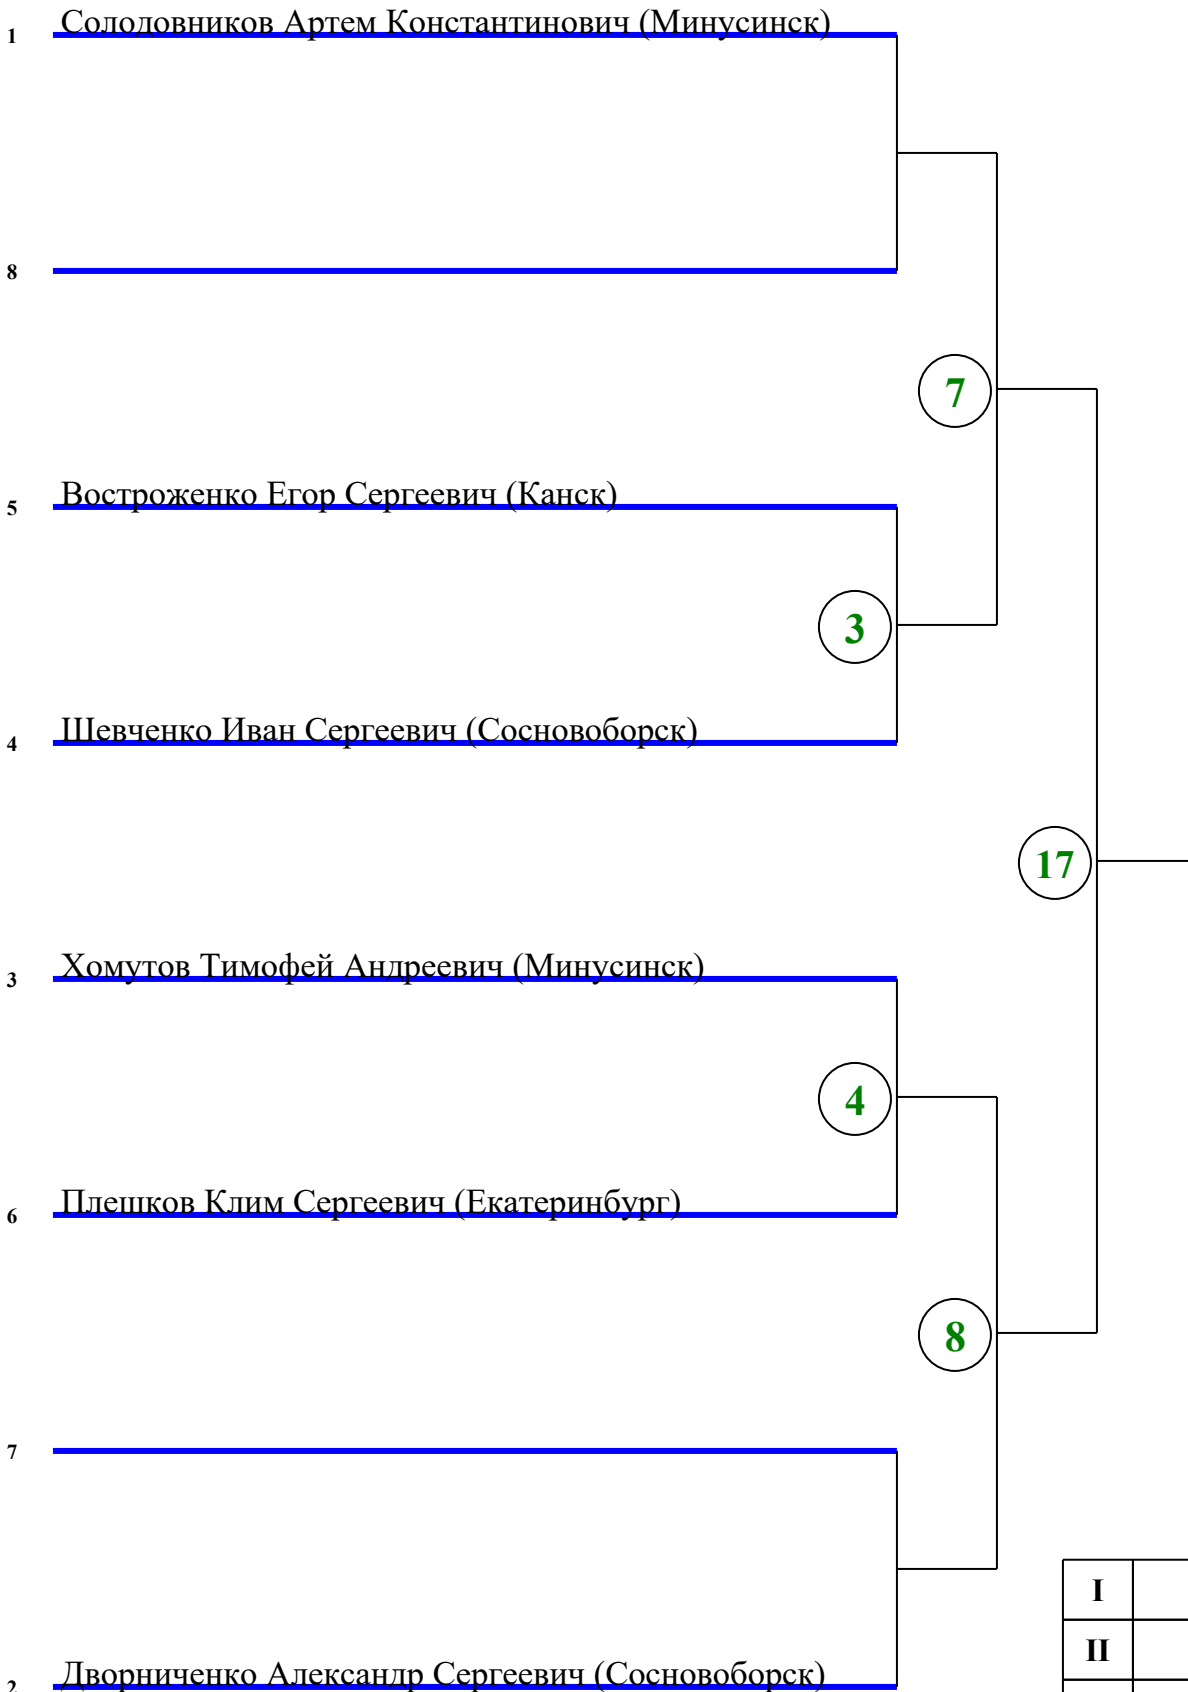 1 Солодовников Артем Константинович (Минусинск)
8
7
5 Востроженко Егор Сергеевич (Канск)
3
4 Шевченко Иван Сергеевич (Сосновоборск)
17
3 Хомутов Тимофей Андреевич (Минусинск)
4
6 Плешков Клим Сергеевич (Екатеринбург)
8
7
I
II
2 Дворниченко Александр Сергеевич (Сосновоборск)